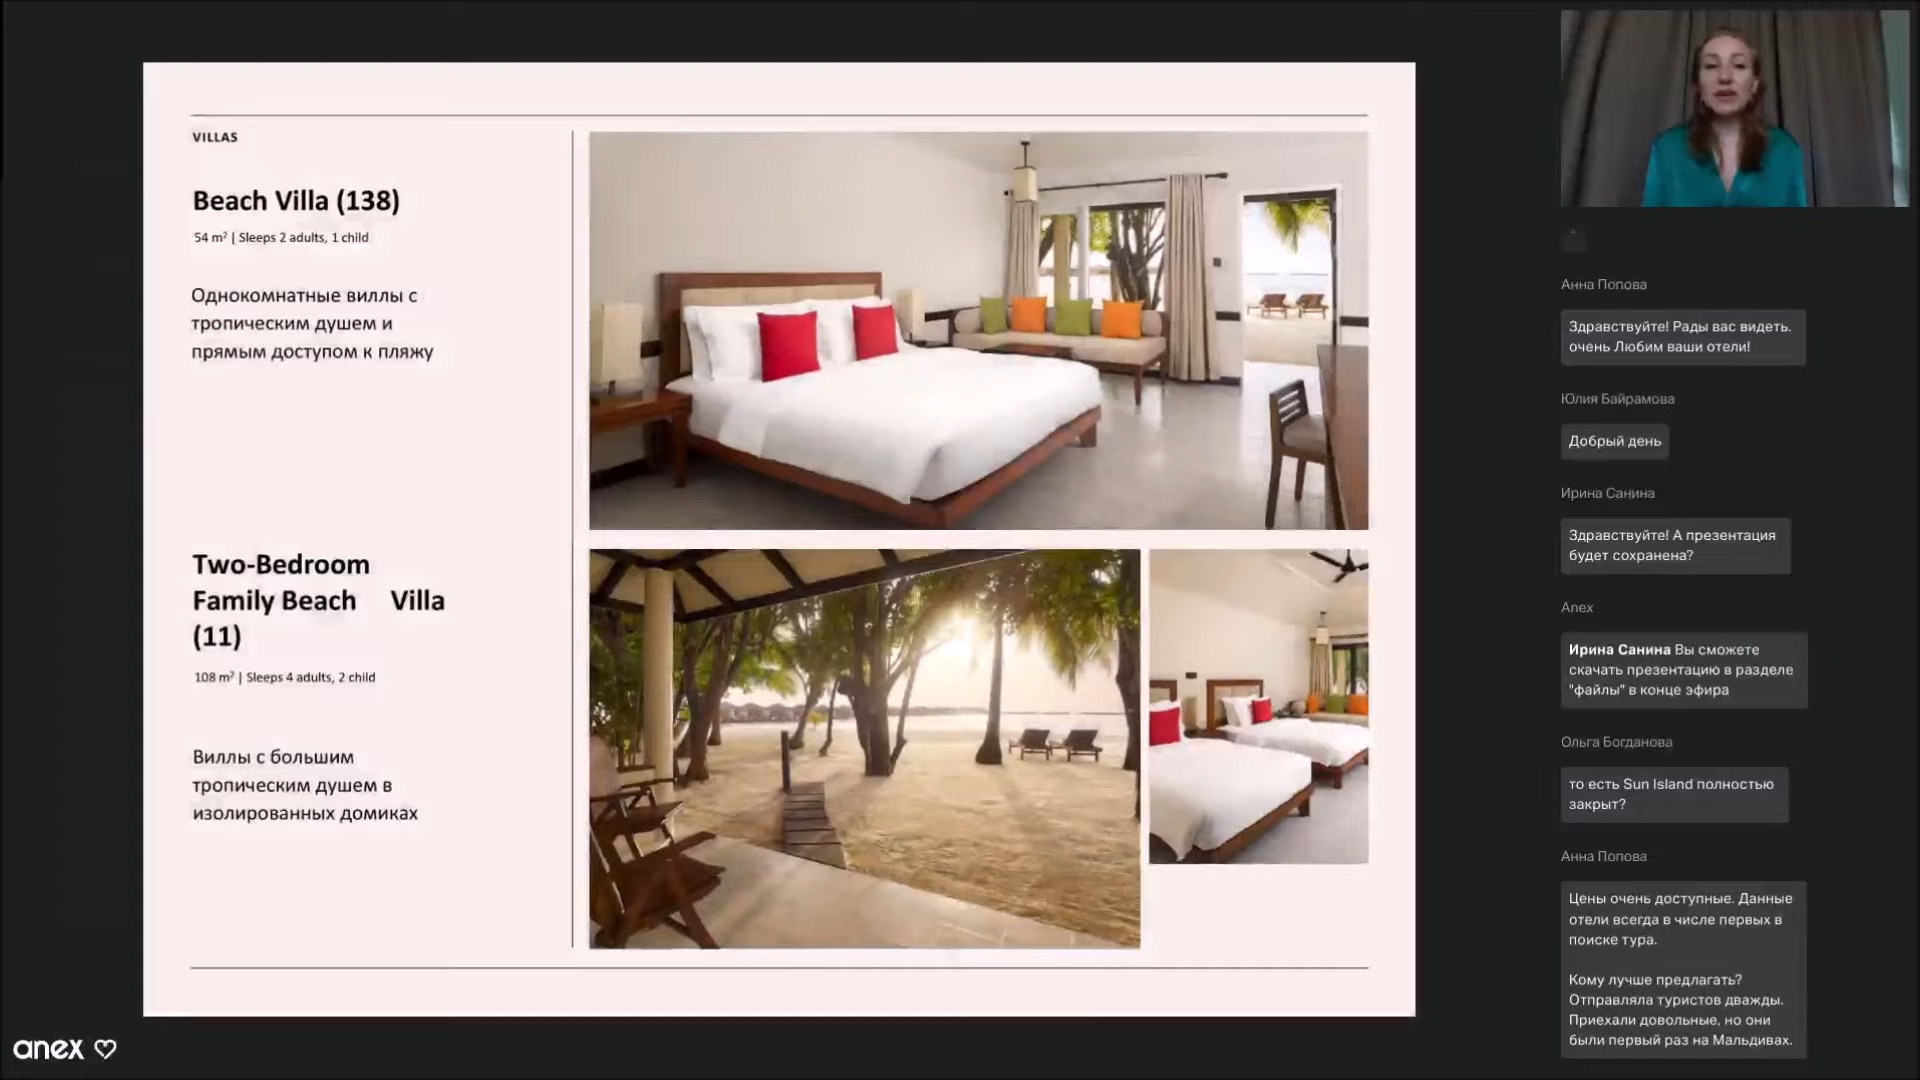 VILLAS
Beach Villa (138)
54 m² | Sleeps 2 adults, 1 child
Однокомнатные виллы с
тропическим душем и
прямым доступом к пляжу
Two-Bedroom
Family Beach Villa
(11)
108 m² | Sleeps 4 adults, 2 child
Виллы с большим
тропическим душем в
изолированных домиках
anex
Анна Попова
Здравствуйте! Рады вас видеть.
очень Любим ваши отели!
Юлия Байрамова
Добрый день
Ирина Санина
Здравствуйте! А презентация
будет сохранена?
Anex
Ирина Санина Вы сможете
скачать презентацию в разделе
"файлы" в конце эфира
Ольга Богданова
то есть Sun Island полностью
закрыт?
Анна Попова
Цены очень доступные. Данные
отели всегда в числе первых в
поиске тура.
Кому лучше предлагать?
Отправляла туристов дважды.
Приехали довольные, но они
были первый раз на Мальдивах.